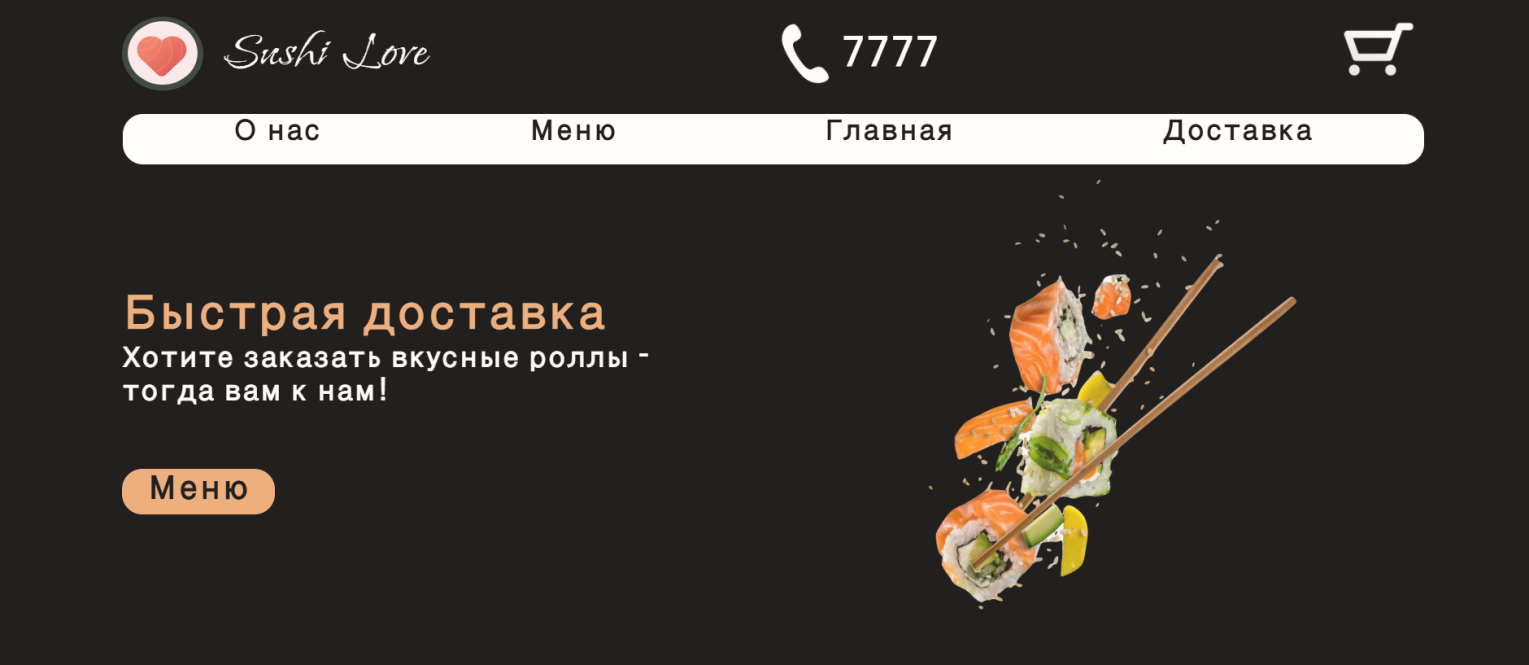 Sushi Love
7777
О нас Меню Главная Доставка
Быстрая доставка
Хотите заказать вкусные роллы -
тогда вам к нам!
Меню